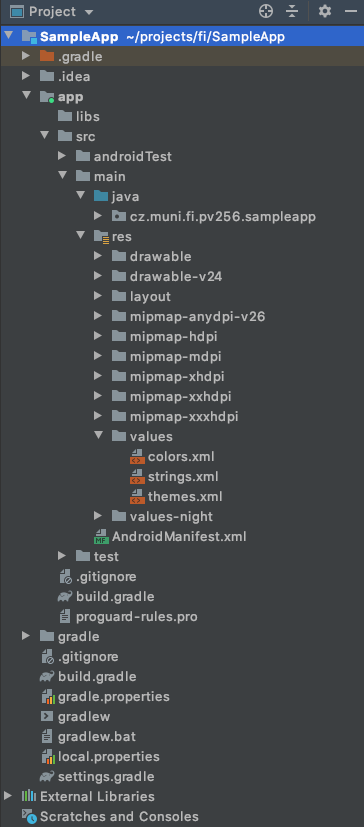 Project
SampleApp ~/projects/fi/SampleApp
.gradle
.idea
app
libs
src
androidTest
main
java
cz.muni.fi.pv256.sampleapp
res
drawable
drawable-v24
layout
mipmap-anydpi-v26
mipmap-hdpi
mipmap-mdpi
mipmap-xhdpi
mipmap-xxhdpi
mipmap-xxxhdpi
values
colors.xml
strings.xml
themes.xml
values-night
MF AndroidManifest.xml
test
.gitignore
build.gradle
proguard-rules.pro
gradle
.gitignore
build.gradle
gradle.properties
gradlew
gradlew.bat
local.properties
settings.gradle
External Libraries
Scratches and Consoles